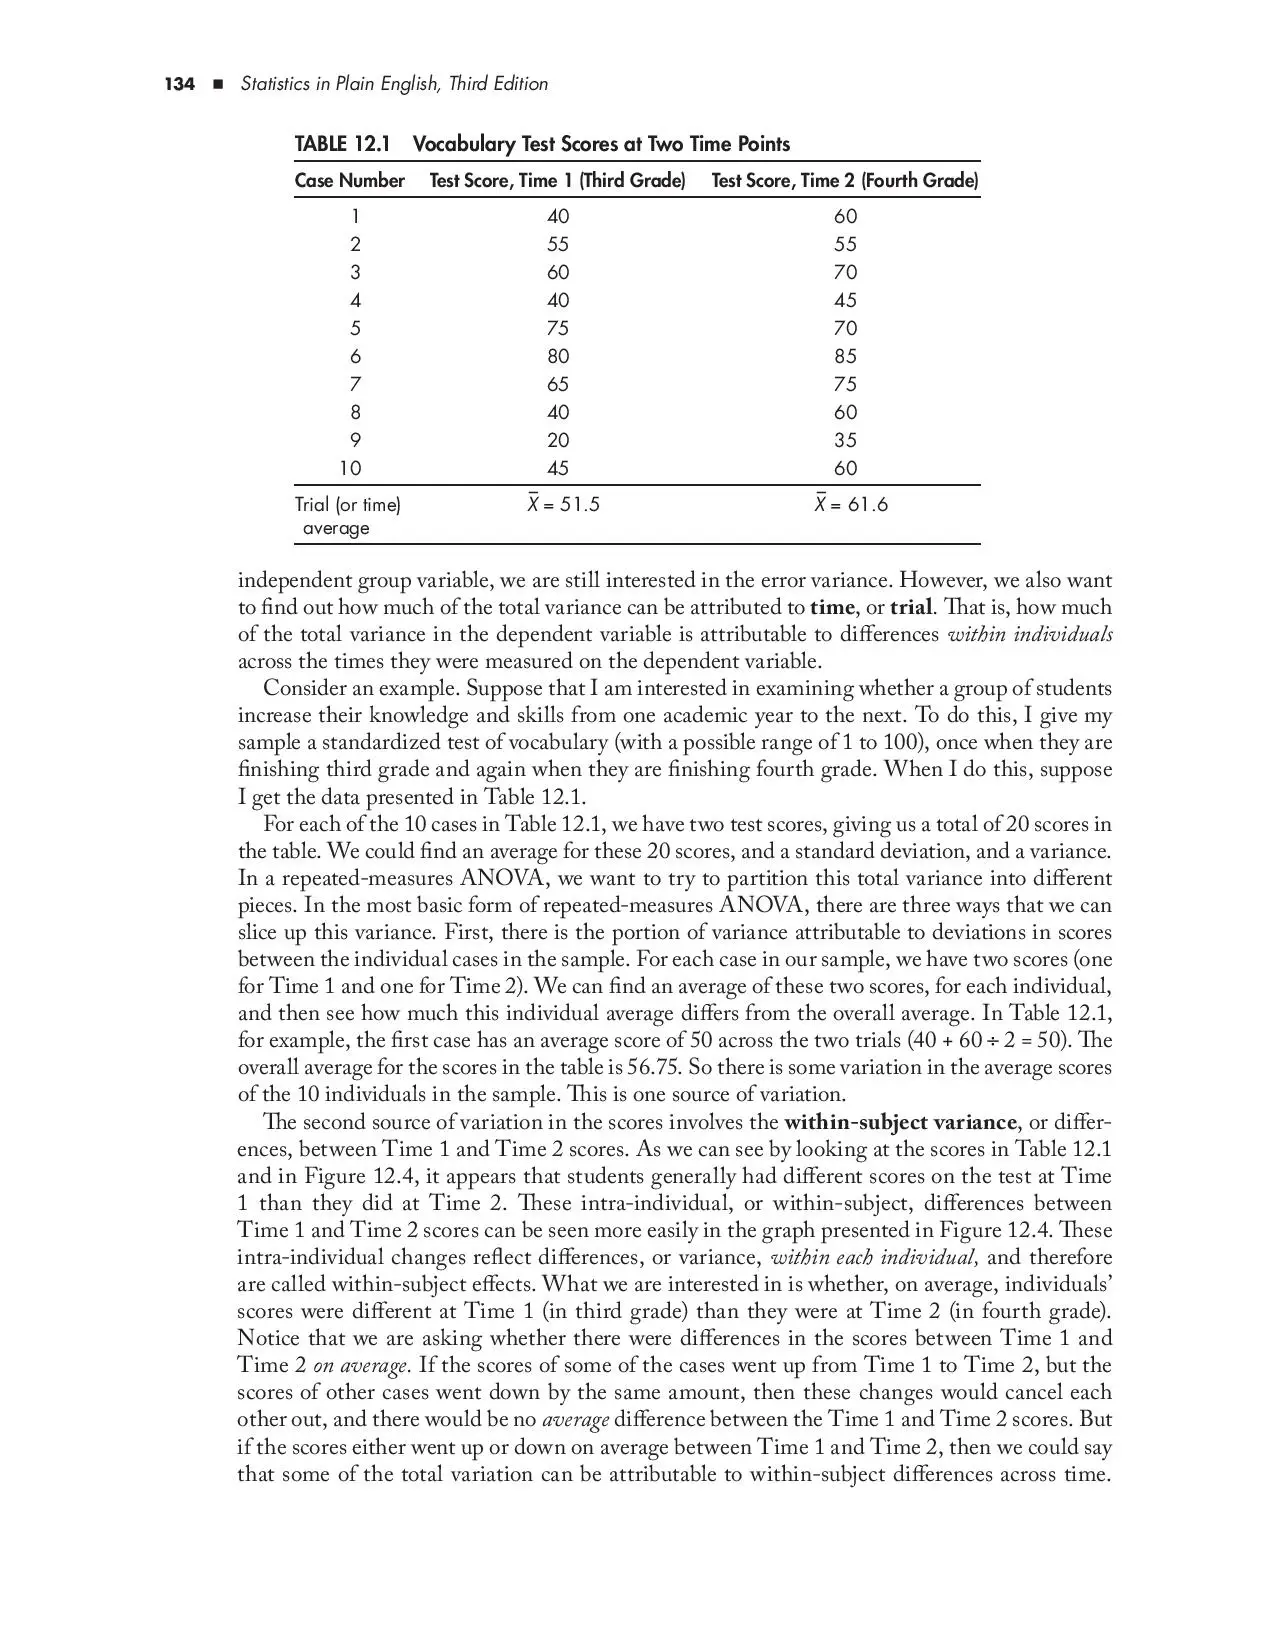 134 ■ Statistics in Plain English, Third Edition
TABLE 12.1 Vocabulary Test Scores at Two Time Points
Case Number Test Score, Time 1 (Third Grade) Test Score, Time 2 (Fourth Grade)
1 40 60
2 55 55
3 60 70
4 40 45
5 75 70
6 80 85
7 65 75
8 40 60
9 20 35
10 45 60
Trial (or time) X̅ = 51.5 X̅ = 61.6
average
independent group variable, we are still interested in the error variance. However, we also want
to find out how much of the total variance can be attributed to time, or trial. That is, how much
of the total variance in the dependent variable is attributable to differences within individuals
across the times they were measured on the dependent variable.
Consider an example. Suppose that I am interested in examining whether a group of students
increase their knowledge and skills from one academic year to the next. To do this, I give my
sample a standardized test of vocabulary (with a possible range of 1 to 100), once when they are
finishing third grade and again when they are finishing fourth grade. When I do this, suppose
I get the data presented in Table 12.1.
For each of the 10 cases in Table 12.1, we have two test scores, giving us a total of 20 scores in
the table. We could find an average for these 20 scores, and a standard deviation, and a variance.
In a repeated-measures ANOVA, we want to try to partition this total variance into different
pieces. In the most basic form of repeated-measures ANOVA, there are three ways that we can
slice up this variance. First, there is the portion of variance attributable to deviations in scores
between the individual cases in the sample. For each case in our sample, we have two scores (one
for Time 1 and one for Time 2). We can find an average of these two scores, for each individual,
and then see how much this individual average differs from the overall average. In Table 12.1,
for example, the first case has an average score of 50 across the two trials (40 + 60 ÷ 2 = 50). The
overall average for the scores in the table is 56.75. So there is some variation in the average scores
of the 10 individuals in the sample. This is one source of variation.
The second source of variation in the scores involves the within-subject variance, or differ-
ences, between Time 1 and Time 2 scores. As we can see by looking at the scores in Table 12.1
and in Figure 12.4, it appears that students generally had different scores on the test at Time
1 than they did at Time 2. These intra-individual, or within-subject, differences between
Time 1 and Time 2 scores can be seen more easily in the graph presented in Figure 12.4. These
intra-individual changes reflect differences, or variance, within each individual, and therefore
are called within-subject effects. What we are interested in is whether, on average, individuals’
scores were different at Time 1 (in third grade) than they were at Time 2 (in fourth grade).
Notice that we are asking whether there were differences in the scores between Time 1 and
Time 2 on average. If the scores of some of the cases went up from Time 1 to Time 2, but the
scores of other cases went down by the same amount, then these changes would cancel each
other out, and there would be no average difference between the Time 1 and Time 2 scores. But
if the scores either went up or down on average between Time 1 and Time 2, then we could say
that some of the total variation can be attributable to within-subject differences across time.